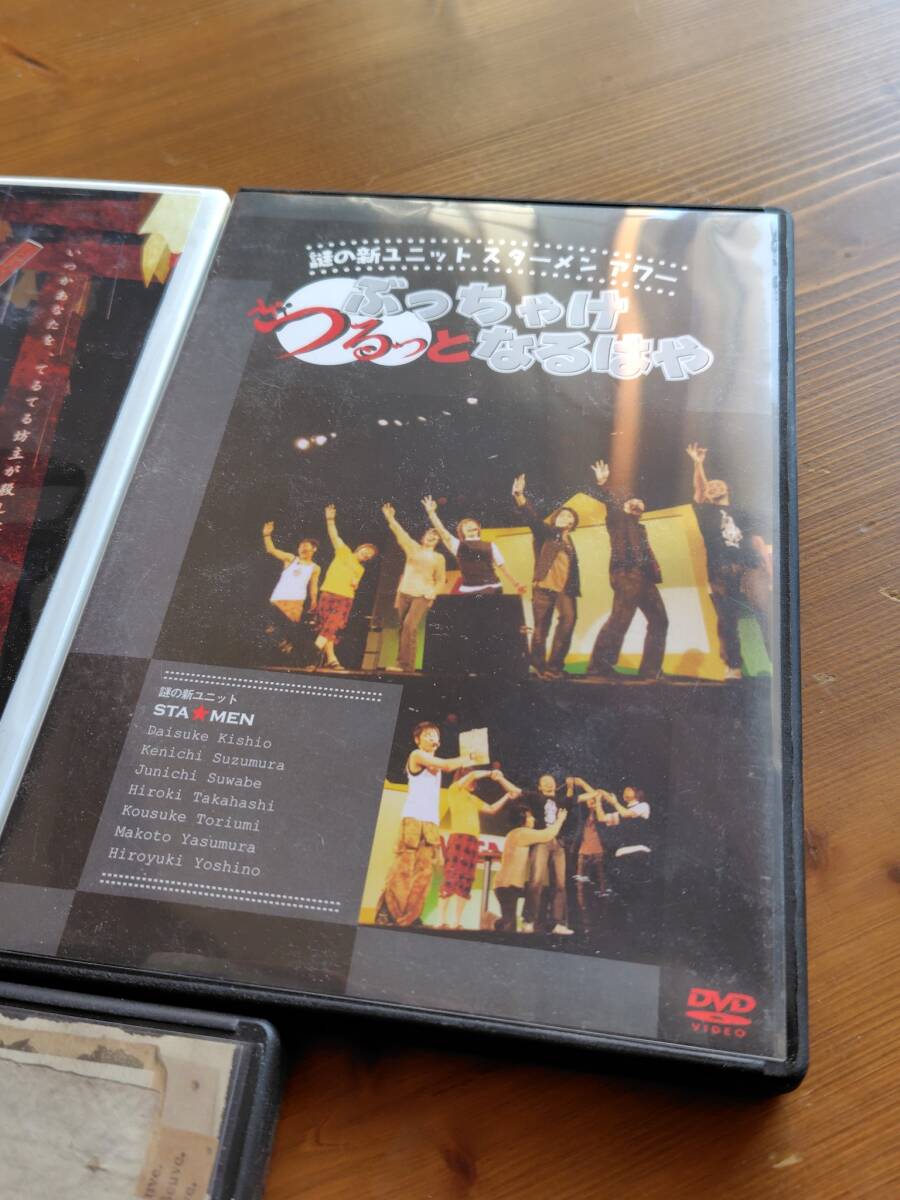 謎の新ユニット スターメン アワー
ぶっちゃけ
ざつるっとなるはや
謎の新ユニット
STA★MEN
Daisuke Kishio
Kenichi Suzumura
Junichi Suwabe
Hiroki Takahashi
Kousuke Toriumi
Makoto Yasumura
Hiroyuki Yoshino
DVD
VIDEO
いつかあなたを、てるてる坊主が殺